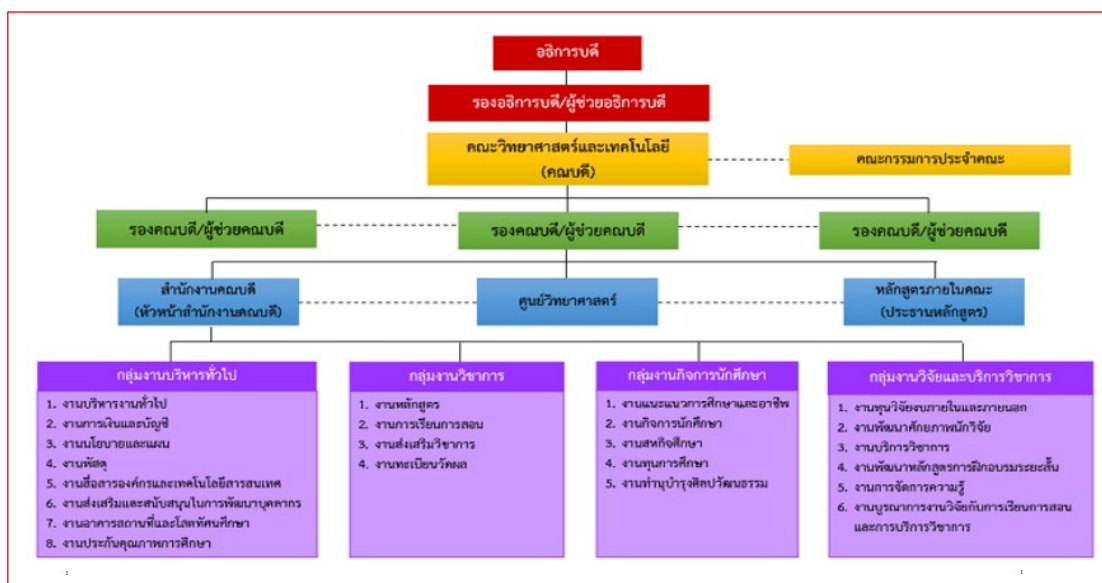 อธิการบดี
รองอธิการบดี/ผู้ช่วยอธิการบดี
คณะวิทยาศาสตร์และเทคโนโลยี
(คณบดี)
คณะกรรมการประจำคณะ
รองคณบดี/ผู้ช่วยคณบดี
รองคณบดี/ผู้ช่วยคณบดี
รองคณบดี/ผู้ช่วยคณบดี
สำนักงานคณบดี
(หัวหน้าสำนักงานคณบดี)
ศูนย์วิทยาศาสตร์
หลักสูตรภายในคณะ
(ประธานหลักสูตร)
กลุ่มงานบริหารทั่วไป
1. งานบริหารงานทั่วไป
2. งานการเงินและบัญชี
3. งานนโยบายและแผน
4. งานพัสดุ
5. งานสื่อสารองค์กรและเทคโนโลยีสารสนเทศ
6. งานส่งเสริมและสนับสนุนในการพัฒนาบุคลากร
7. งานอาคารสถานที่และโสตทัศนศึกษา
8. งานประกันคุณภาพการศึกษา
กลุ่มงานวิชาการ
1. งานหลักสูตร
2. งานการเรียนการสอน
3. งานส่งเสริมวิชาการ
4. งานทะเบียนวัดผล
กลุ่มงานกิจการนักศึกษา
1. งานแนะแนวการศึกษาและอาชีพ
2. งานกิจการนักศึกษา
3. งานสหกิจศึกษา
4. งานทุนการศึกษา
5. งานทำนุบำรุงศิลปวัฒนธรรม
กลุ่มงานวิจัยและบริการวิชาการ
1. งานทุนวิจัยงบภายในและภายนอก
2. งานพัฒนาศักยภาพนักวิจัย
3. งานบริการวิชาการ
4. งานพัฒนาหลักสูตรการฝึกอบรมระยะสั้น
5. งานการจัดการความรู้
6. งานบูรณาการงานวิจัยกับการเรียนการสอน
และการบริการวิชาการ